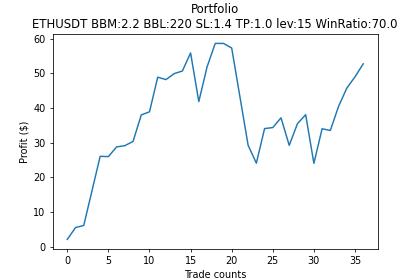 Portfolio
ETHUSDT BBM:2.2 BBL:220 SL:1.4 TP:1.0 lev:15 WinRatio:70.0
60
50
40
30
20
10
0
Profit ($)
0 5 10 15 20 25 30 35
Trade counts